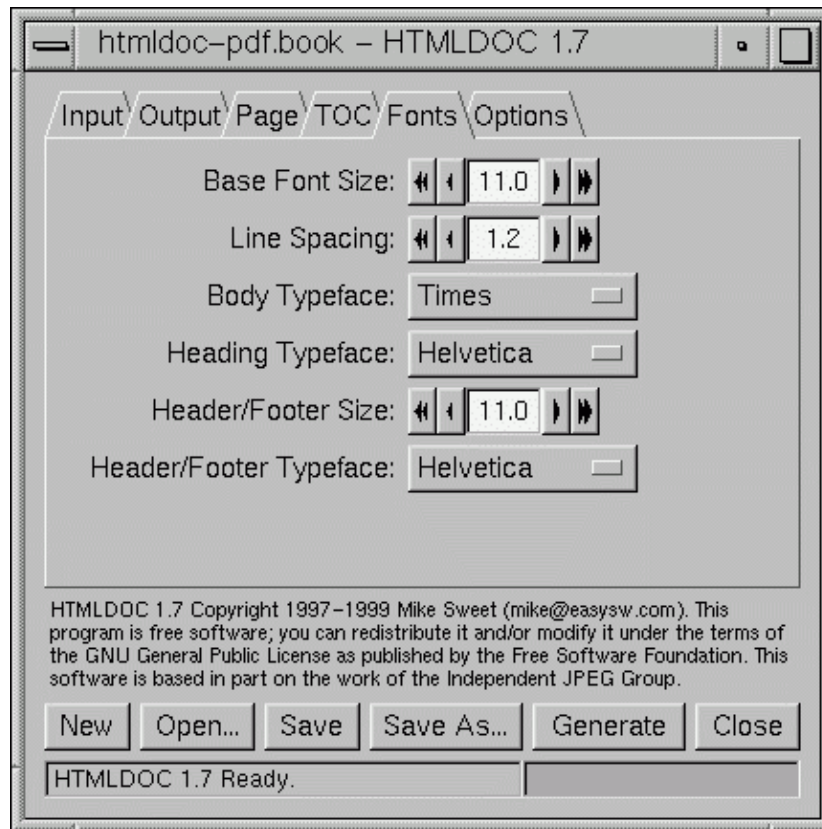 htmldoc–pdf.book – HTMLDOC 1.7
Input Output Page TOC Fonts Options
Base Font Size: 11.0
Line Spacing: 1.2
Body Typeface: Times
Heading Typeface: Helvetica
Header/Footer Size: 11.0
Header/Footer Typeface: Helvetica
HTMLDOC 1.7 Copyright 1997–1999 Mike Sweet (mike@easysw.com). This
program is free software; you can redistribute it and/or modify it under the terms of
the GNU General Public License as published by the Free Software Foundation. This
software is based in part on the work of the Independent JPEG Group.
New Open... Save Save As... Generate Close
HTMLDOC 1.7 Ready.